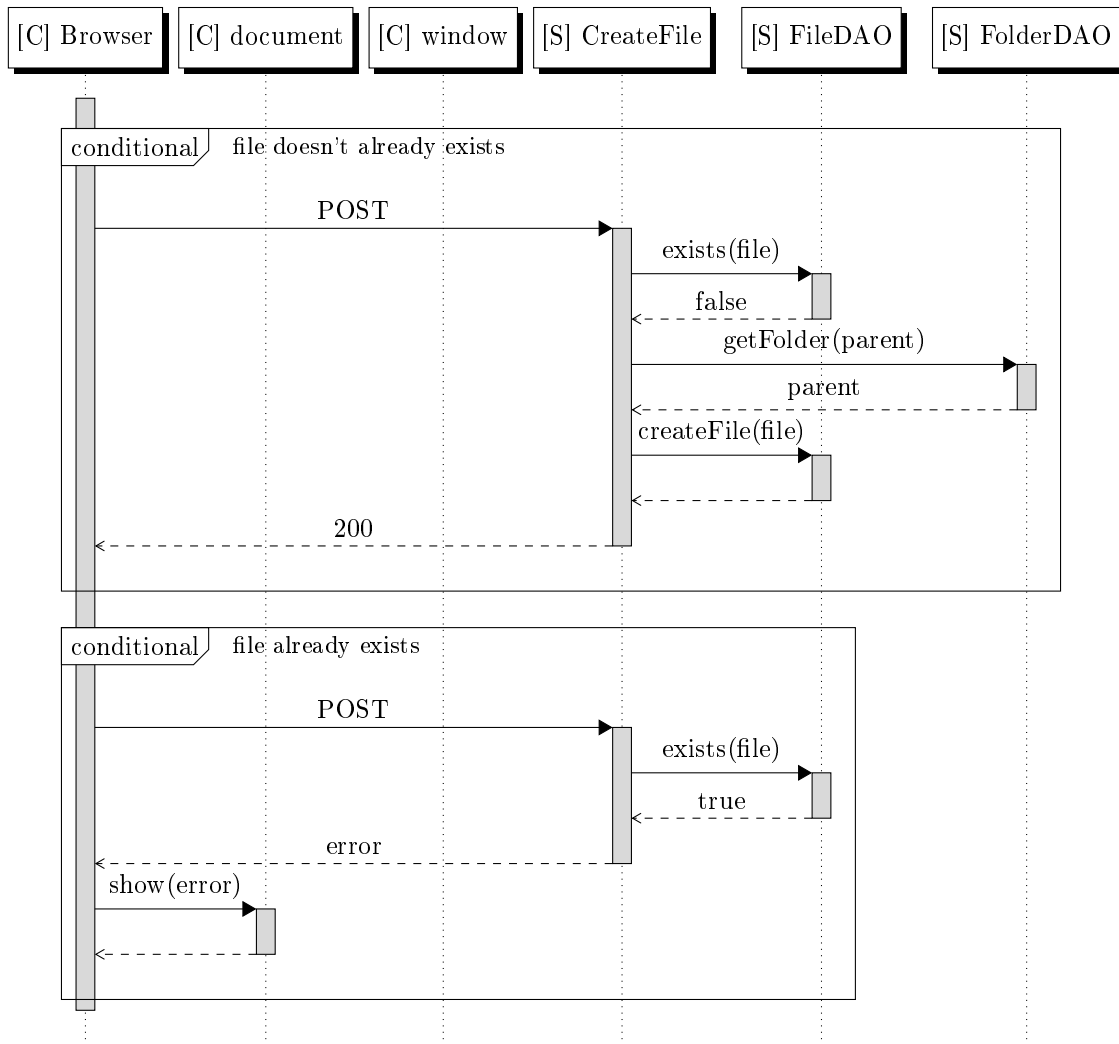 [C] Browser
[C] document
[C] window
[S] CreateFile
[S] FileDAO
[S] FolderDAO
conditional
file doesn't already exists
POST
exists(file)
false
getFolder(parent)
parent
createFile(file)
200
conditional
file already exists
POST
exists(file)
true
error
show(error)